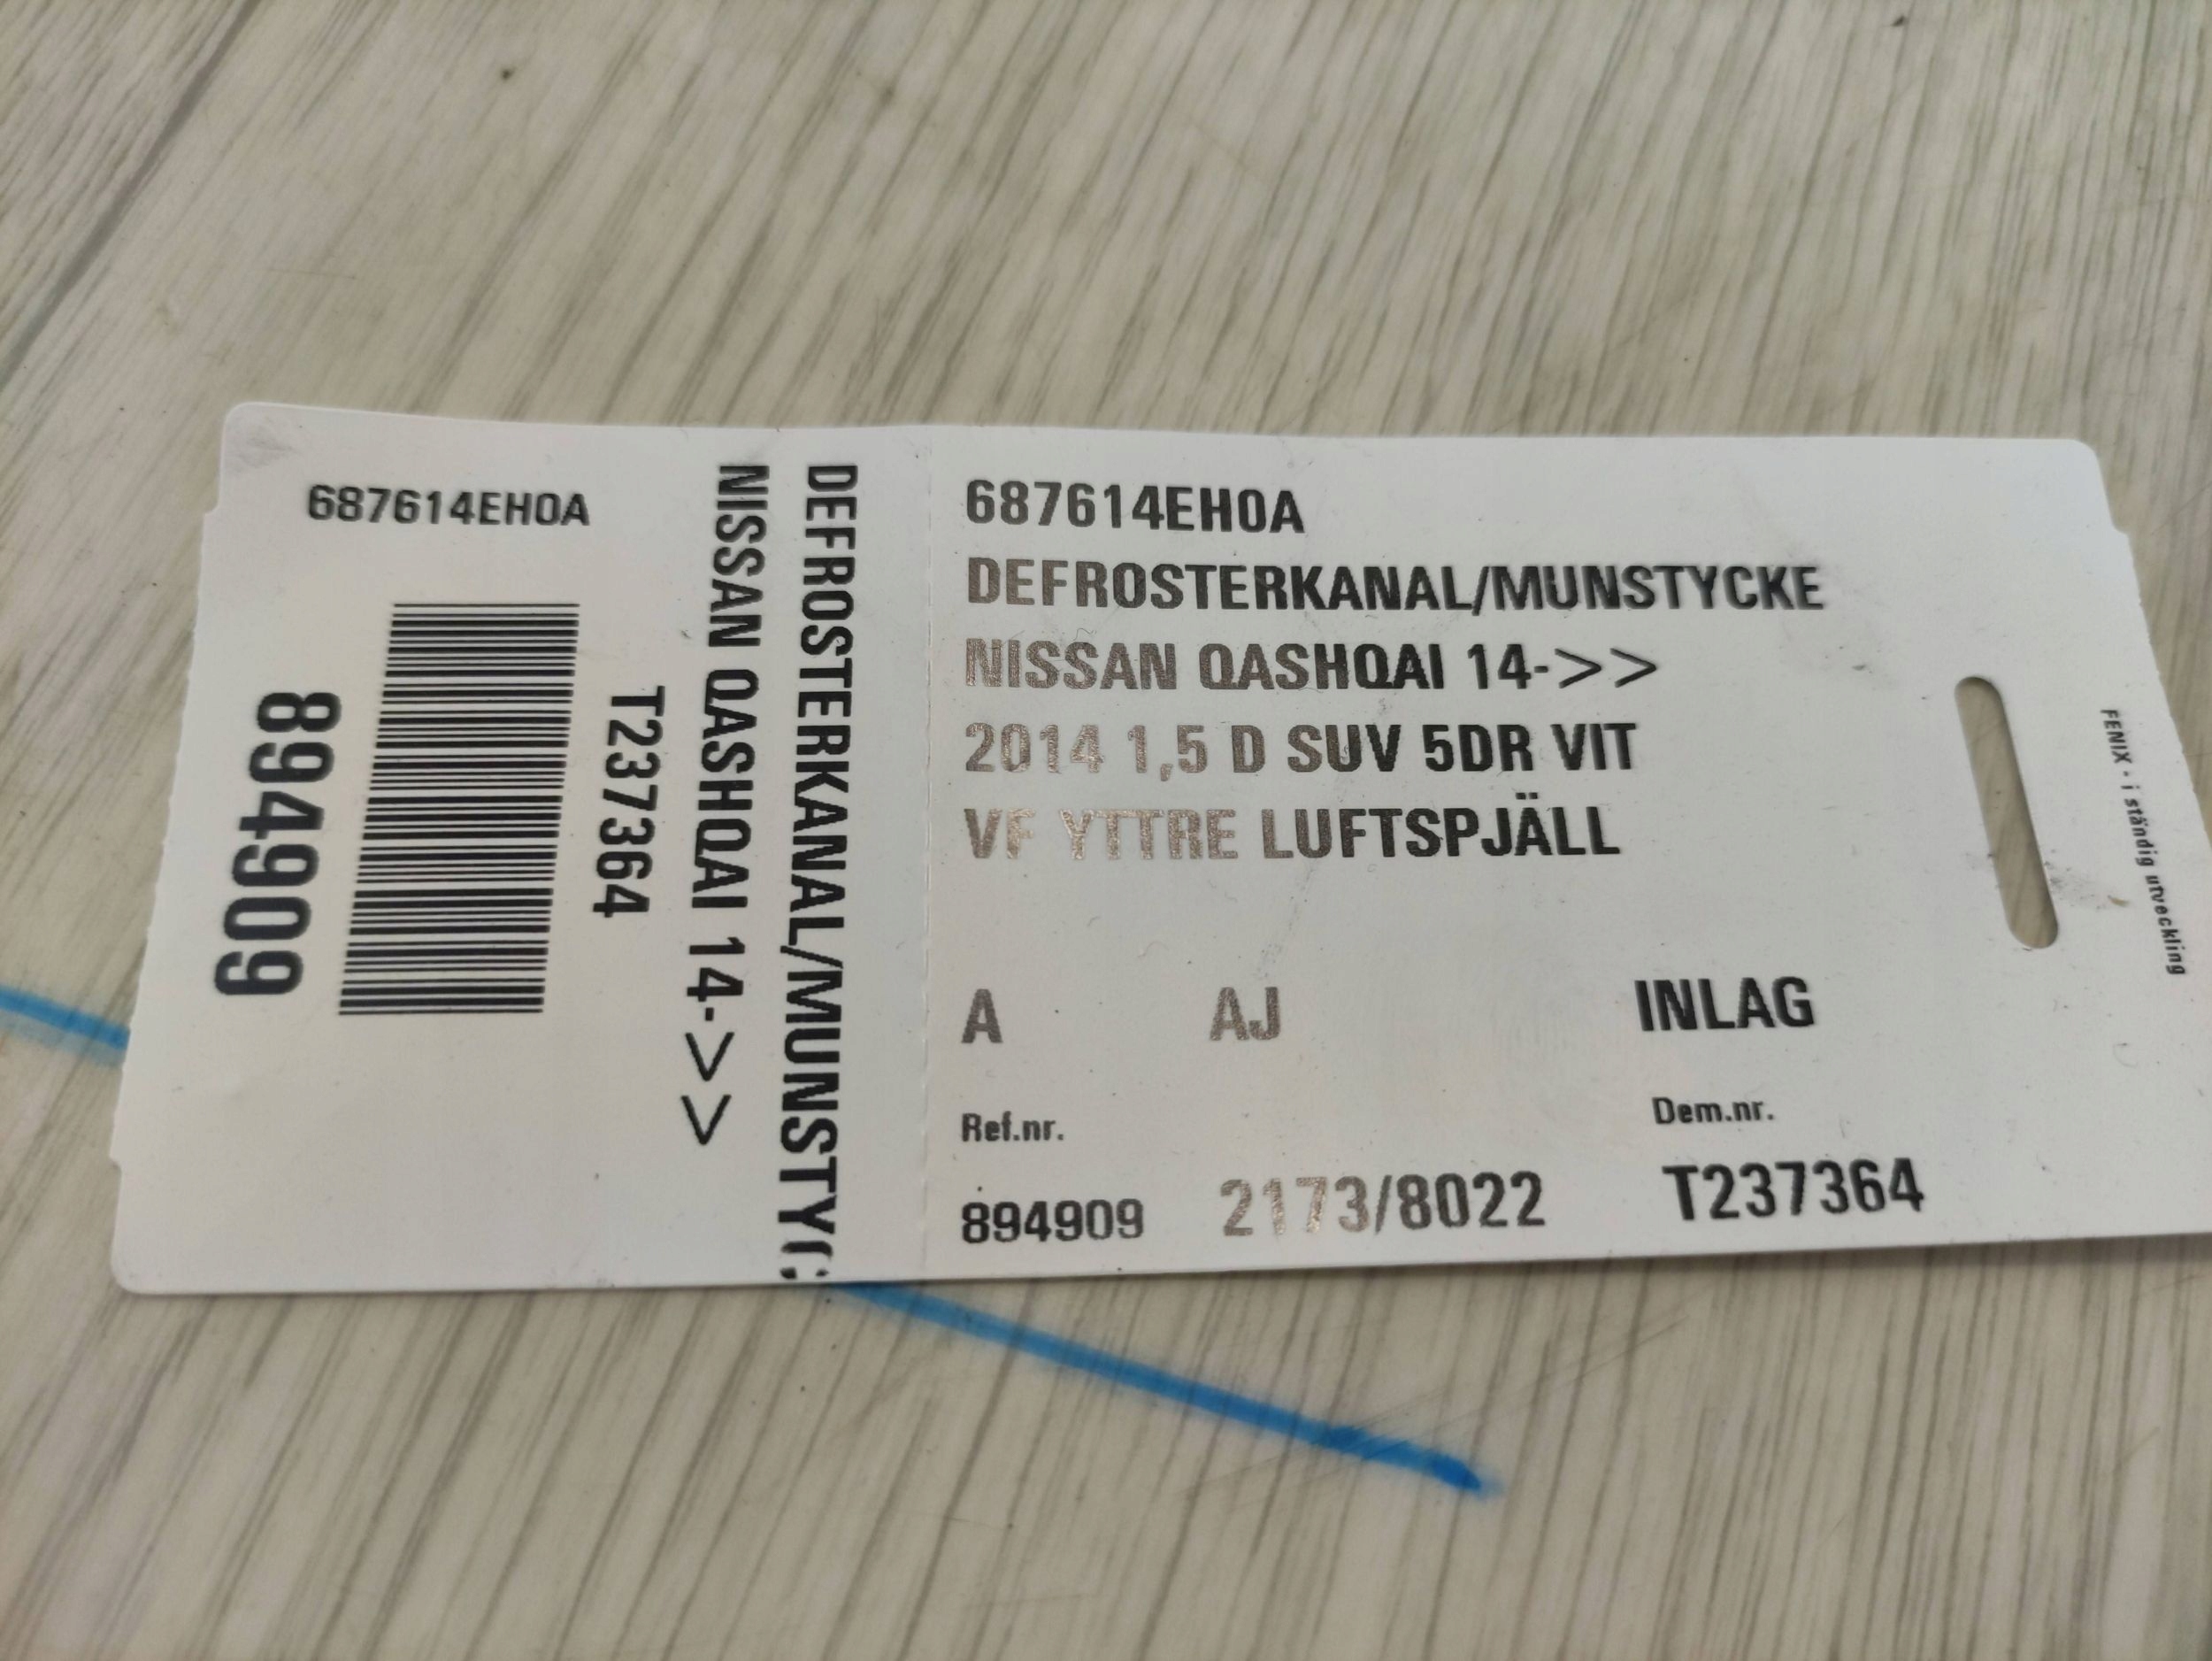 687614EH0A
894909
T237364
NISSAN QASHQAI 14->>
DEFROSTERKANAL/MUNSTYC
687614EH0A
DEFROSTERKANAL/MUNSTYCKE
NISSAN QASHQAI 14->>
2014 1,5 D SUV 5DR VIT
VF YTTRE LUFTSPJÄLL
A AJ INLAG
Ref.nr. Dem.nr.
894909 2173/8022 T237364
FENIX - i ständig utveckling